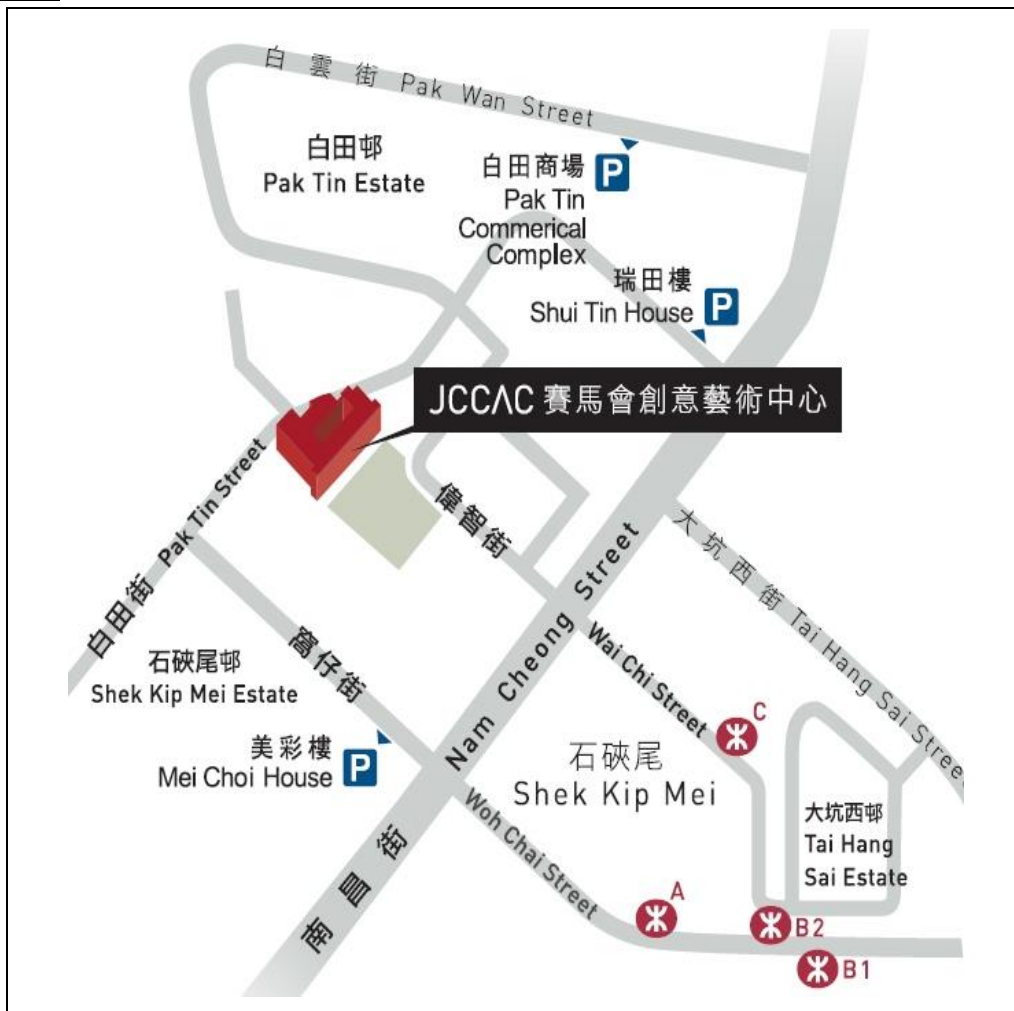 白雲街 Pak Wan Street
白田邨
Pak Tin Estate
白田商場
P
Pak Tin
Commerical
Complex
瑞田樓
Shui Tin House
P
JCCAC 賽馬會創意藝術中心
白田街 Pak Tin Street
偉智街
Wai Chi Street
大坑西街 Tai Hang Sai Street
石硤尾邨
Shek Kip Mei Estate
窩仔街
Woh Chai Street
美彩樓
Mei Choi House
P
南昌街 Nam Cheong Street
石硤尾
Shek Kip Mei
C
大坑西邨
Tai Hang
Sai Estate
A
B2
B1